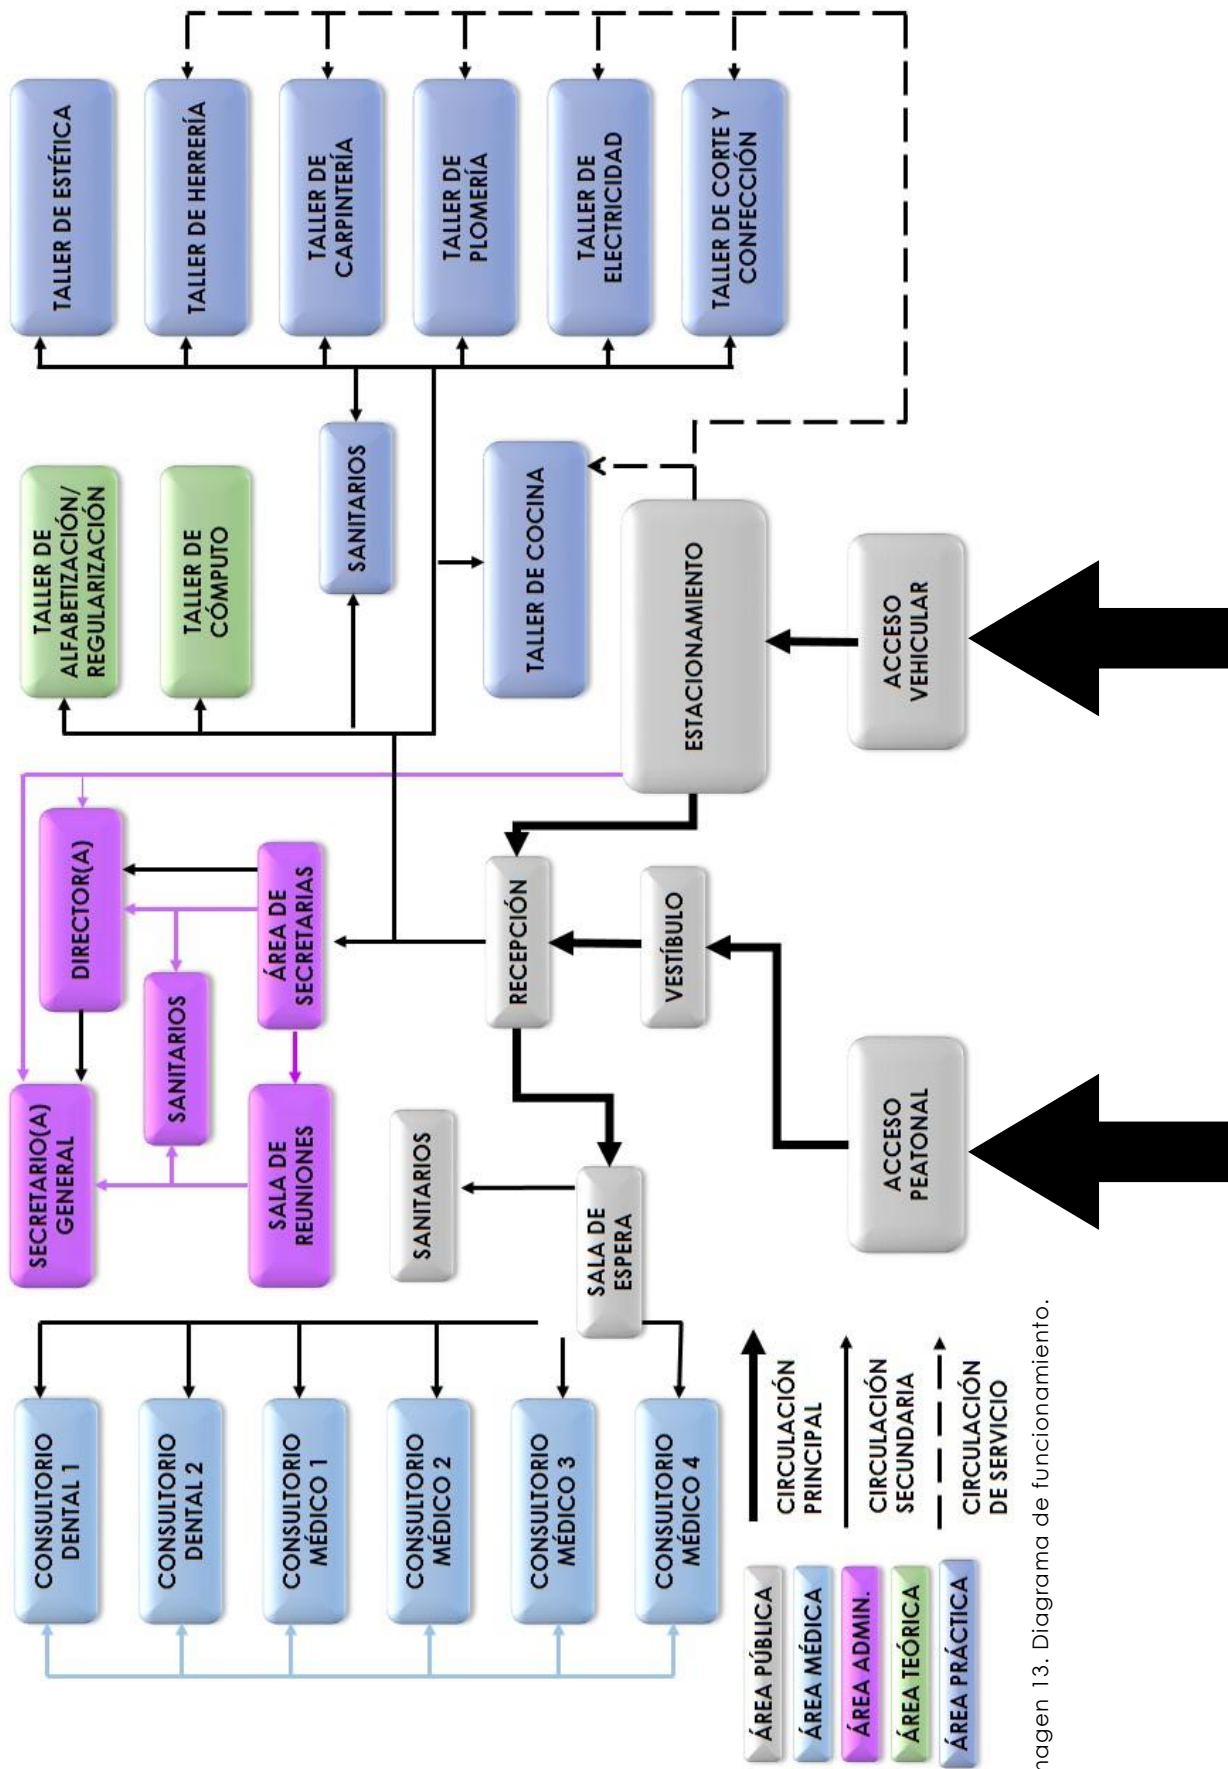 CONSULTORIO
DENTAL 1
CONSULTORIO
DENTAL 2
CONSULTORIO
MÉDICO 1
CONSULTORIO
MÉDICO 2
CONSULTORIO
MÉDICO 3
CONSULTORIO
MÉDICO 4
SECRETARIO(A)
GENERAL
DIRECTOR(A)
SANITARIOS
SALA DE
REUNIONES
ÁREA DE
SECRETARIAS
SANITARIOS
SALA DE
ESPERA
RECEPCIÓN
VESTÍBULO
ACCESO
PEATONAL
TALLER DE
ALFABETIZACIÓN/
REGULARIZACIÓN
TALLER DE
CÓMPUTO
SANITARIOS
TALLER DE COCINA
ESTACIONAMIENTO
ACCESO
VEHICULAR
TALLER DE ESTÉTICA
TALLER DE HERRERÍA
TALLER DE
CARPINTERÍA
TALLER DE
PLOMERÍA
TALLER DE
ELECTRICIDAD
TALLER DE CORTE Y
CONFECCIÓN
ÁREA PÚBLICA
ÁREA MÉDICA
ÁREA ADMIN.
ÁREA TEÓRICA
ÁREA PRÁCTICA
CIRCULACIÓN
PRINCIPAL
CIRCULACIÓN
SECUNDARIA
CIRCULACIÓN
DE SERVICIO
magen 13. Diagrama de funcionamiento.